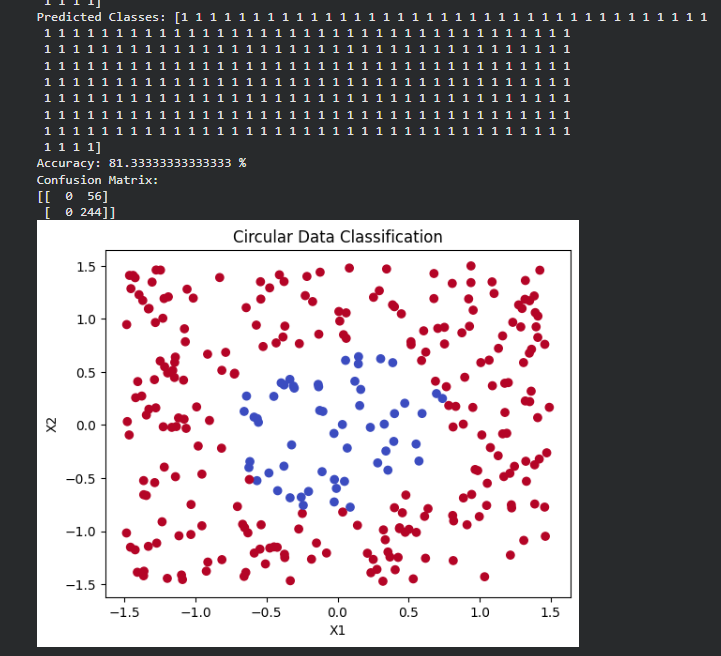 1 1 1 1]
Predicted Classes: [1 1 1 1 1 1 1 1 1 1 1 1 1 1 1 1 1 1 1 1 1 1 1 1 1 1 1 1 1 1 1 1 1 1 1 1 1
1 1 1 1 1 1 1 1 1 1 1 1 1 1 1 1 1 1 1 1 1 1 1 1 1 1 1 1 1 1 1 1 1 1 1 1 1
1 1 1 1 1 1 1 1 1 1 1 1 1 1 1 1 1 1 1 1 1 1 1 1 1 1 1 1 1 1 1 1 1 1 1 1 1
1 1 1 1 1 1 1 1 1 1 1 1 1 1 1 1 1 1 1 1 1 1 1 1 1 1 1 1 1 1 1 1 1 1 1 1 1
1 1 1 1 1 1 1 1 1 1 1 1 1 1 1 1 1 1 1 1 1 1 1 1 1 1 1 1 1 1 1 1 1 1 1 1 1
1 1 1 1 1 1 1 1 1 1 1 1 1 1 1 1 1 1 1 1 1 1 1 1 1 1 1 1 1 1 1 1 1 1 1 1 1
1 1 1 1 1 1 1 1 1 1 1 1 1 1 1 1 1 1 1 1 1 1 1 1 1 1 1 1 1 1 1 1 1 1 1 1 1
1 1 1 1 1 1 1 1 1 1 1 1 1 1 1 1 1 1 1 1 1 1 1 1 1 1 1 1 1 1 1 1 1 1 1 1 1
1 1 1 1]
Accuracy: 81.33333333333333 %
Confusion Matrix:
[[  0  56]
 [  0 244]]
Circular Data Classification
1.5
1.0
0.5
0.0
−0.5
−1.0
−1.5
X2
−1.5 −1.0 −0.5 0.0 0.5 1.0 1.5
X1